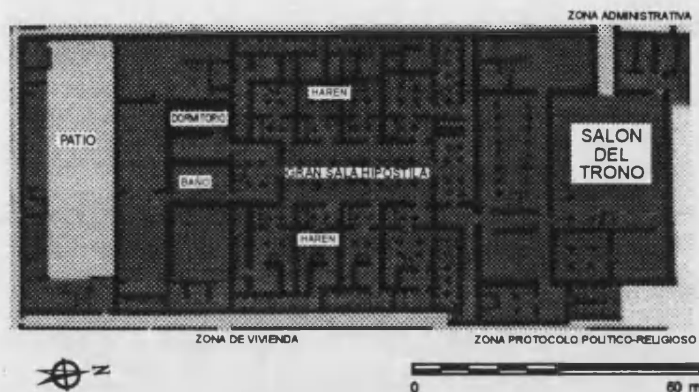 ZONA ADMINISTRATIVA
HAREN
DORMITORIO
PATIO
SALON
DEL
TRONO
BAÑO
GRAN SALA HIPOSTILA
HAREN
ZONA DE VIVIENDA
ZONA PROTOCOLO POLITICO-RELIGIOSO
N
0
60 m